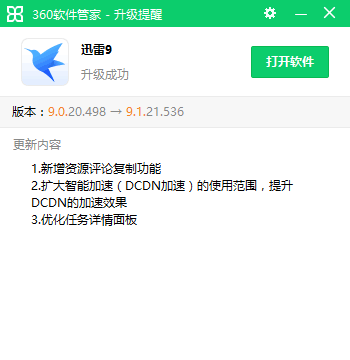 360软件管家 - 升级提醒
迅雷9
升级成功
打开软件
版本：9.0.20.498 → 9.1.21.536
更新内容
1.新增资源评论复制功能
2.扩大智能加速（DCDN加速）的使用范围，提升
DCDN的加速效果
3.优化任务详情面板